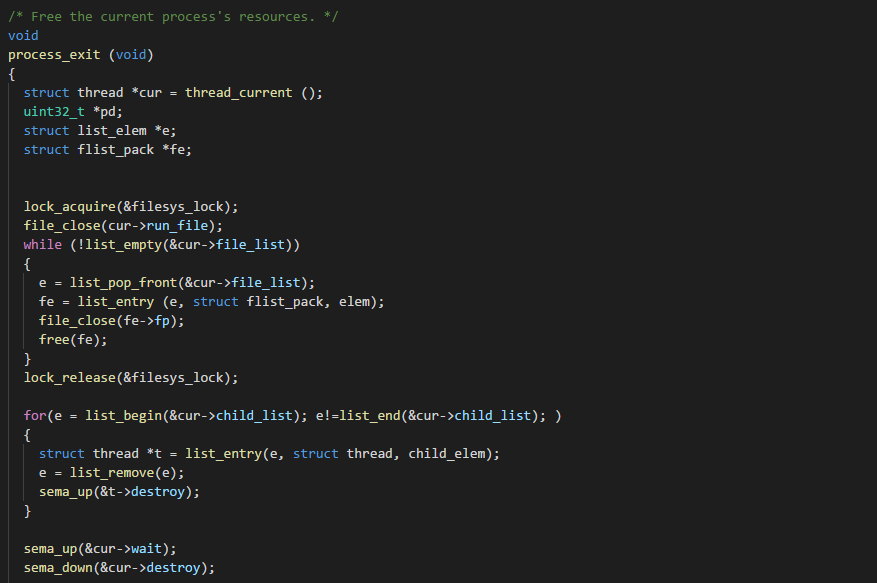 /* Free the current process's resources. */
void
process_exit (void)
{
  struct thread *cur = thread_current ();
  uint32_t *pd;
  struct list_elem *e;
  struct flist_pack *fe;


  lock_acquire(&filesys_lock);
  file_close(cur->run_file);
  while (!list_empty(&cur->file_list))
  {
    e = list_pop_front(&cur->file_list);
    fe = list_entry (e, struct flist_pack, elem);
    file_close(fe->fp);
    free(fe);
  }
  lock_release(&filesys_lock);

  for(e = list_begin(&cur->child_list); e!=list_end(&cur->child_list); )
  {
    struct thread *t = list_entry(e, struct thread, child_elem);
    e = list_remove(e);
    sema_up(&t->destroy);
  }

  sema_up(&cur->wait);
  sema_down(&cur->destroy);